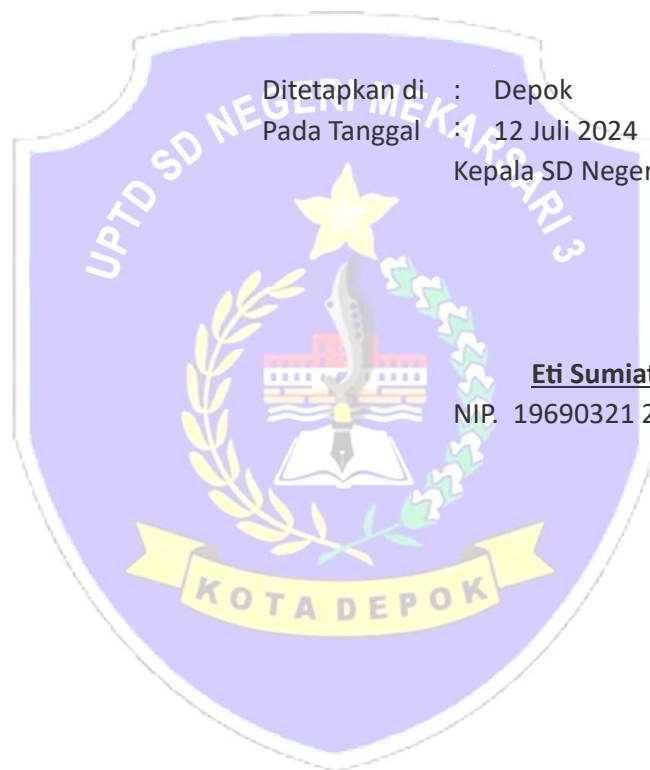 Ditetapkan di : Depok
Pada Tanggal : 12 Juli 2024
Kepala SD Neger
UPTD SD NEGERI MEKARSARI 3
Eti Sumiat
NIP. 19690321 2
KOTA DEPOK